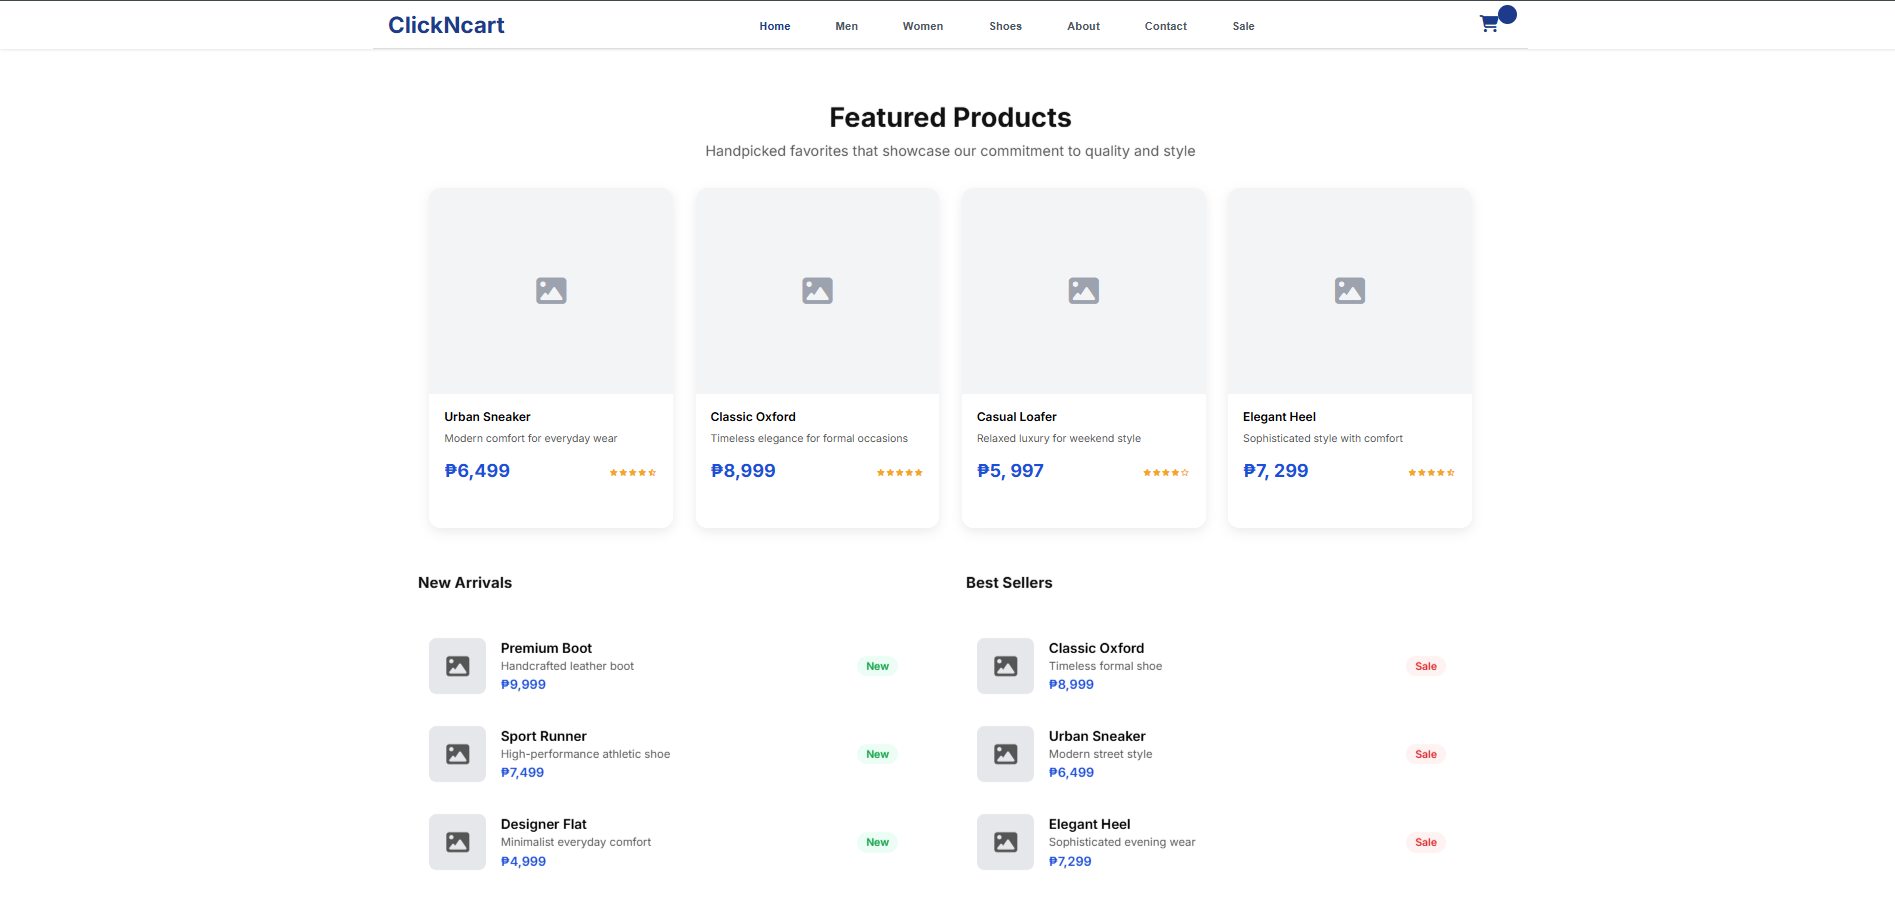 ClickNcart
Home Men Women Shoes About Contact Sale
Featured Products
Handpicked favorites that showcase our commitment to quality and style
Urban Sneaker
Modern comfort for everyday wear
₱6,499
Classic Oxford
Timeless elegance for formal occasions
₱8,999
Casual Loafer
Relaxed luxury for weekend style
₱5, 997
Elegant Heel
Sophisticated style with comfort
₱7, 299
New Arrivals
Premium Boot
Handcrafted leather boot
₱9,999
New
Sport Runner
High-performance athletic shoe
₱7,499
New
Designer Flat
Minimalist everyday comfort
₱4,999
New
Best Sellers
Classic Oxford
Timeless formal shoe
₱8,999
Sale
Urban Sneaker
Modern street style
₱6,499
Sale
Elegant Heel
Sophisticated evening wear
₱7,299
Sale